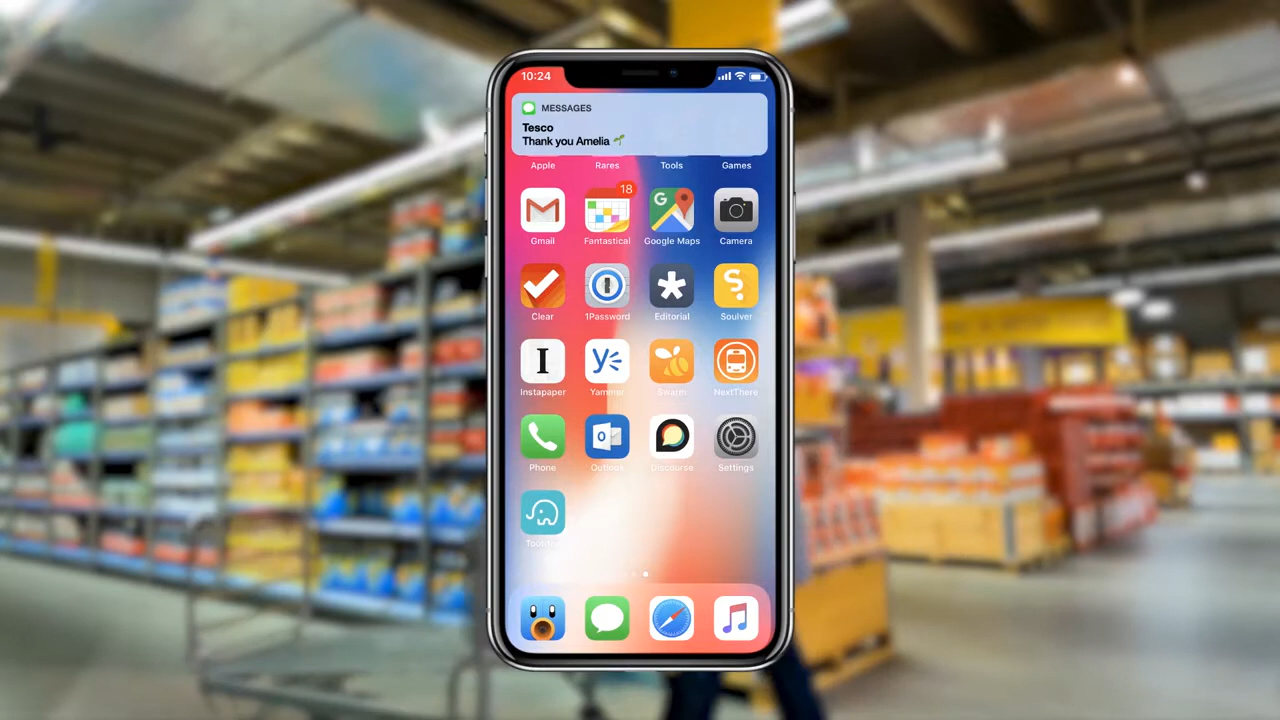 10:24
MESSAGES
Tesco
Thank you Amelia 🌱
Apple Rares Tools Games
18
Gmail Fantastical Google Maps Camera
Clear 1Password Editorial Soulver
Instapaper Yammer Swarm NextThere
Phone Outlook Discourse Settings